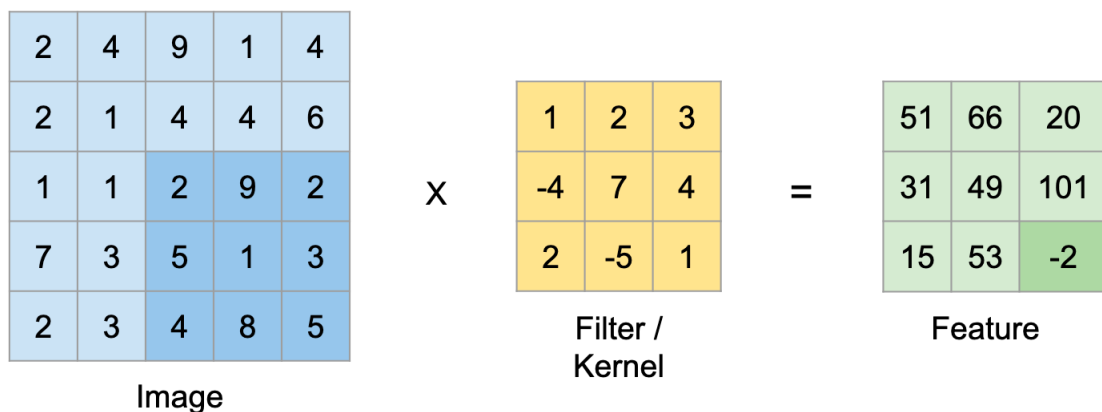 2 4 9 1 4
2 1 4 4 6
1 1 2 9 2
7 3 5 1 3
2 3 4 8 5
Image
X
1 2 3
-4 7 4
2 -5 1
Filter /
Kernel
=
51 66 20
31 49 101
15 53 -2
Feature